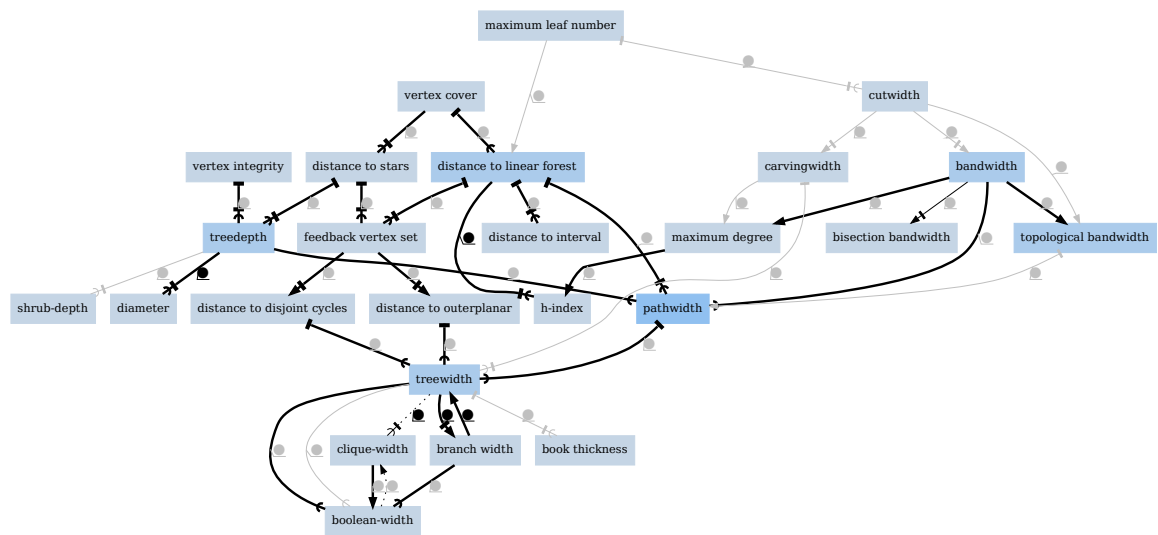 maximum leaf number
vertex cover
cutwidth
vertex integrity
distance to stars
distance to linear forest
carvingwidth
bandwidth
treedepth
feedback vertex set
distance to interval
maximum degree
bisection bandwidth
topological bandwidth
shrub-depth
diameter
distance to disjoint cycles
distance to outerplanar
h-index
pathwidth
treewidth
clique-width
branch width
book thickness
boolean-width